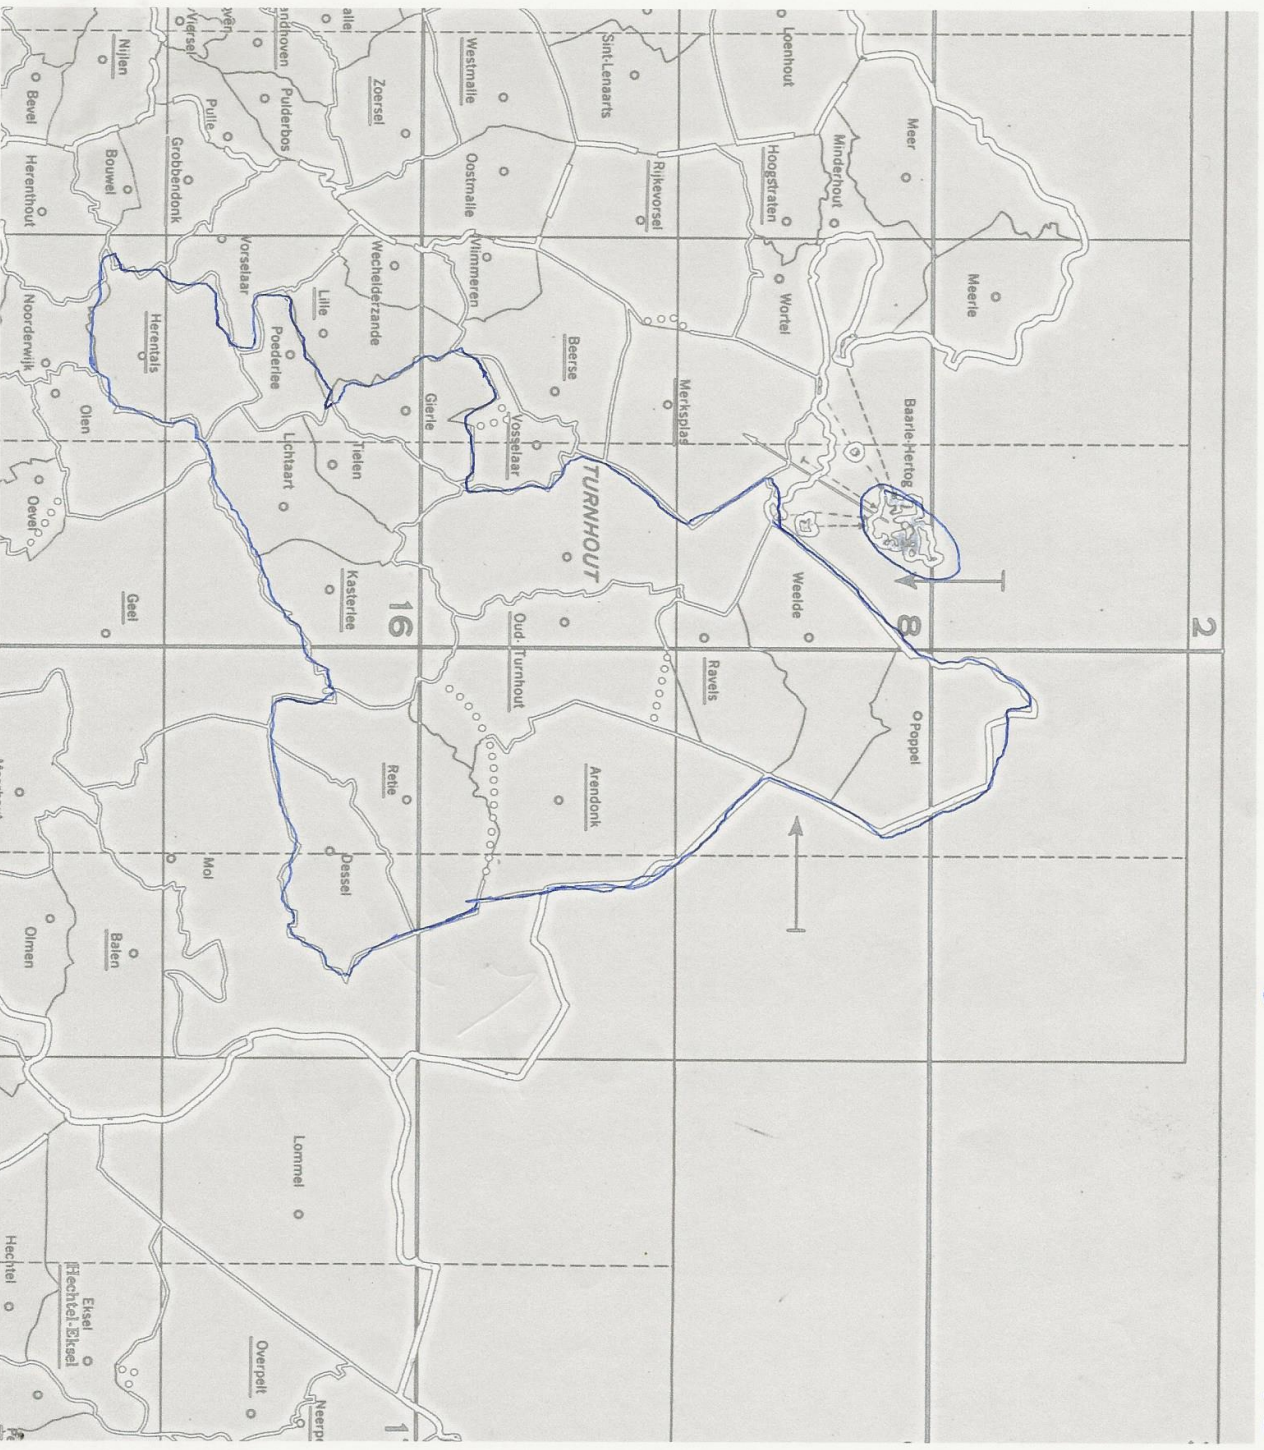 2
Meerle
Meer
Baarle-Hertog
8
Poppel
Minderhout
Weelde
Loenhout
Wortel
Hoogstraten
Ravels
Merksplas
Rijkevorsel
Sint-Lenaarts
Arendonk
TURNHOUT
Beerse
Oud-Turnhout
Vosselaar
Vlimmeren
Westmalle
Oostmalle
Gierle
16
Retie
Zoersel
Wechelderzande
Tielen
Kasterlee
Dessel
Lille
Lommel
Lichtaart
Pulderbos
Poederlee
Overpelt
Vorselaar
Pulle
Mol
Viersel
Grobbendonk
Herentals
Geel
Nijlen
Balen
Bouwel
Eksel
Olen
Hechtel-Eksel
Oevel
Bevel
Herenthout
Noorderwijk
Olmen
Hechtel